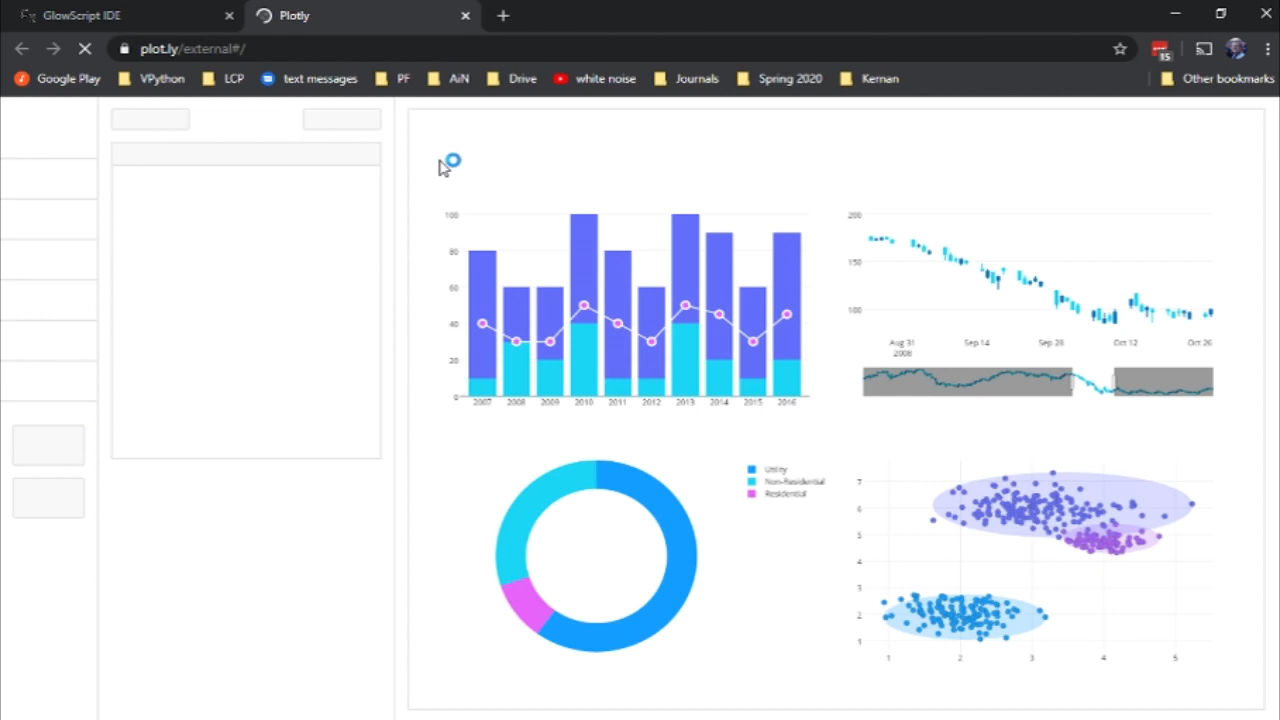 GlowScript IDE
Plotly
plot.ly/external#/
15
Google Play VPython LCP text messages PF AiN Drive white noise Journals Spring 2020 Kernan Other bookmarks
100
80
60
40
20
0
2007 2008 2009 2010 2011 2012 2013 2014 2015 2016
200
150
100
Aug 31 Sep 14 Sep 28 Oct 12 Oct 26
2008
Utility
Non-Residential
Residential
7
6
5
4
3
2
1
1 2 3 4 5